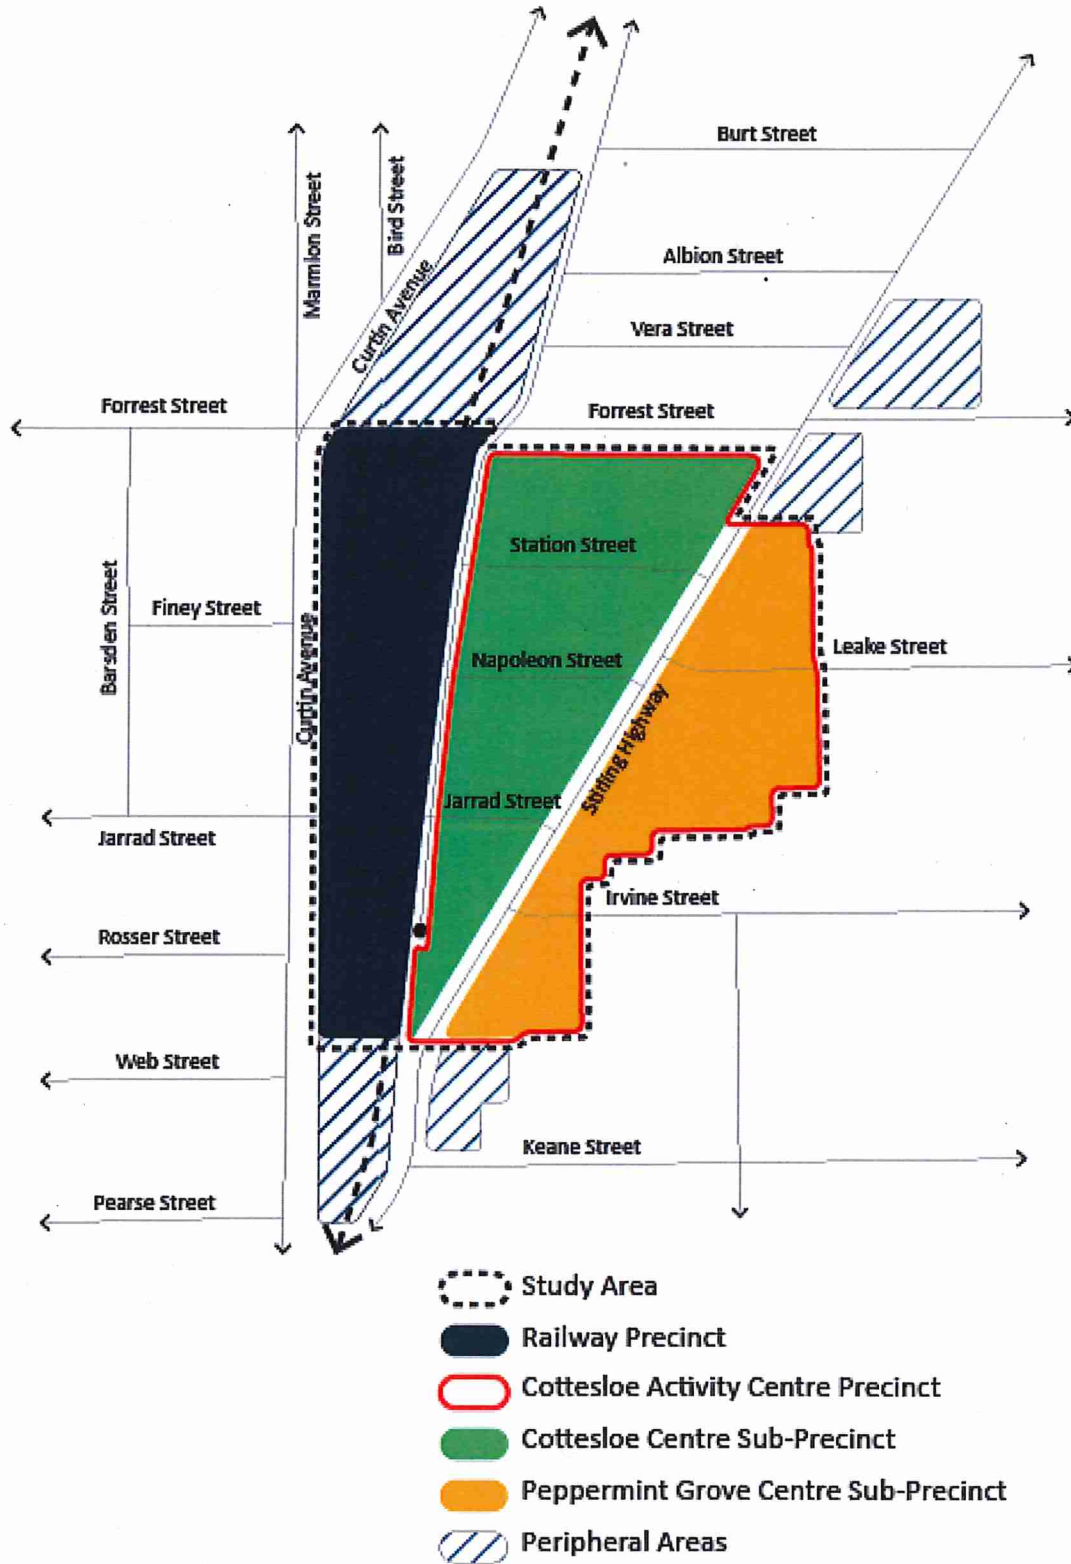 Burt Street
Marmion Street
Bird Street
Albion Street
Curtin Avenue
Vera Street
Forrest Street
Forrest Street
Station Street
Barsden Street
Finey Street
Curtin Avenue
Napoleon Street
Leake Street
Stirling Highway
Jarrad Street
Jarrad Street
Irvine Street
Rosser Street
Web Street
Keane Street
Pearse Street
Study Area
Railway Precinct
Cottesloe Activity Centre Precinct
Cottesloe Centre Sub-Precinct
Peppermint Grove Centre Sub-Precinct
Peripheral Areas